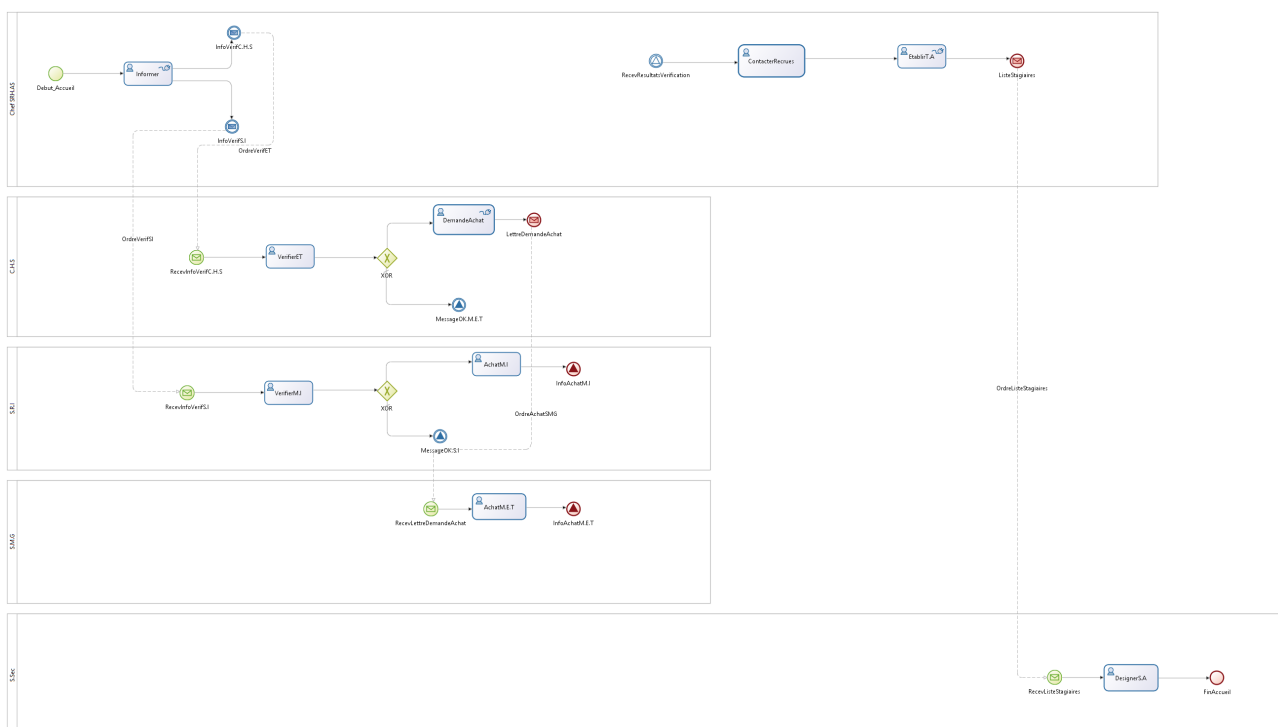 Chef SRH.AS
Debut_Accueil
Informer
InfoVerifC.H.S
InfoVerifS.I
OrdreVerifET
RecevResultatsVerification
ContacterRecrues
EtablirT.A
ListeStagiaires
C.H.S
OrdreVerifSI
RecevInfoVerifC.H.S
VerifierET
XOR
DemandeAchat
LettreDemandeAchat
MessageOK.M.E.T
S.R.I
RecevInfoVerifS.I
VerifierM.I
XOR
AchatM.I
InfoAchatM.I
OrdreAchatSMG
MessageOK.S.I
OrdreListeStagiaires
S.M.G
RecevLettreDemandeAchat
AchatM.E.T
InfoAchatM.E.T
S.Sec
RecevListeStagiaires
DesignerS.A
FinAccueil